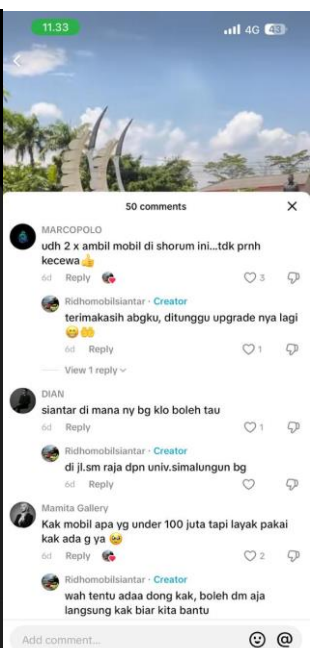 11.33
4G 43
50 comments
MARCOPOLO
udh 2 x ambil mobil di shorum ini...tdk prnh
kecewa👍
6d Reply
3
Ridhomobilsiantar · Creator
terimakasih abgku, ditunggu upgrade nya lagi
😁🤲
6d Reply
1
View 1 reply
DIAN
siantar di mana ny bg klo boleh tau
6d Reply
1
Ridhomobilsiantar · Creator
di jl.sm raja dpn univ.simalungun bg
6d Reply
Mamita Gallery
Kak mobil apa yg under 100 juta tapi layak pakai
kak ada g ya 🥹
6d Reply
2
Ridhomobilsiantar · Creator
wah tentu adaa dong kak, boleh dm aja
langsung kak biar kita bantu
Add comment...